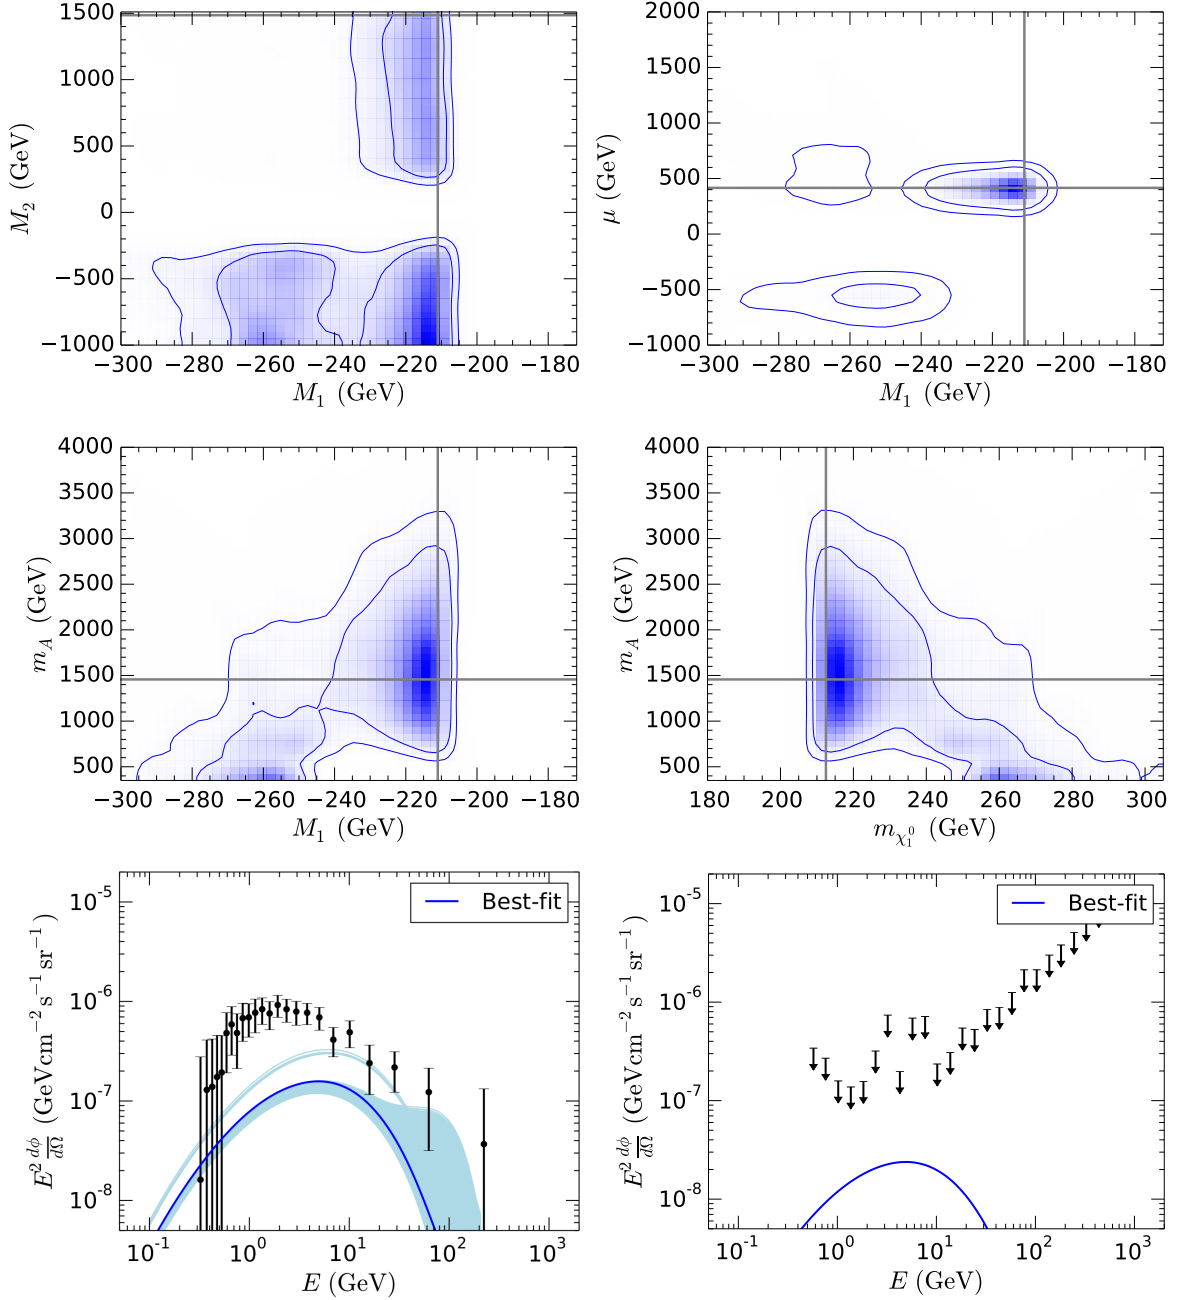 1500
1000
500
0
−500
−1000
M₂ (GeV)
−300 −280 −260 −240 −220 −200 −180
M₁ (GeV)
2000
1500
1000
500
0
−500
−1000
μ (GeV)
−300 −280 −260 −240 −220 −200 −180
M₁ (GeV)
4000
3500
3000
2500
2000
1500
1000
500
m_A (GeV)
−300 −280 −260 −240 −220 −200 −180
M₁ (GeV)
4000
3500
3000
2500
2000
1500
1000
500
m_A (GeV)
180 200 220 240 260 280 300
m_χ₁⁰ (GeV)
Best-fit
10⁻⁵
10⁻⁶
10⁻⁷
10⁻⁸
E² dφ/dΩ (GeVcm⁻²s⁻¹sr⁻¹)
10⁻¹ 10⁰ 10¹ 10² 10³
E (GeV)
Best-fit
10⁻⁵
10⁻⁶
10⁻⁷
10⁻⁸
E² dφ/dΩ (GeVcm⁻²s⁻¹sr⁻¹)
10⁻¹ 10⁰ 10¹ 10² 10³
E (GeV)